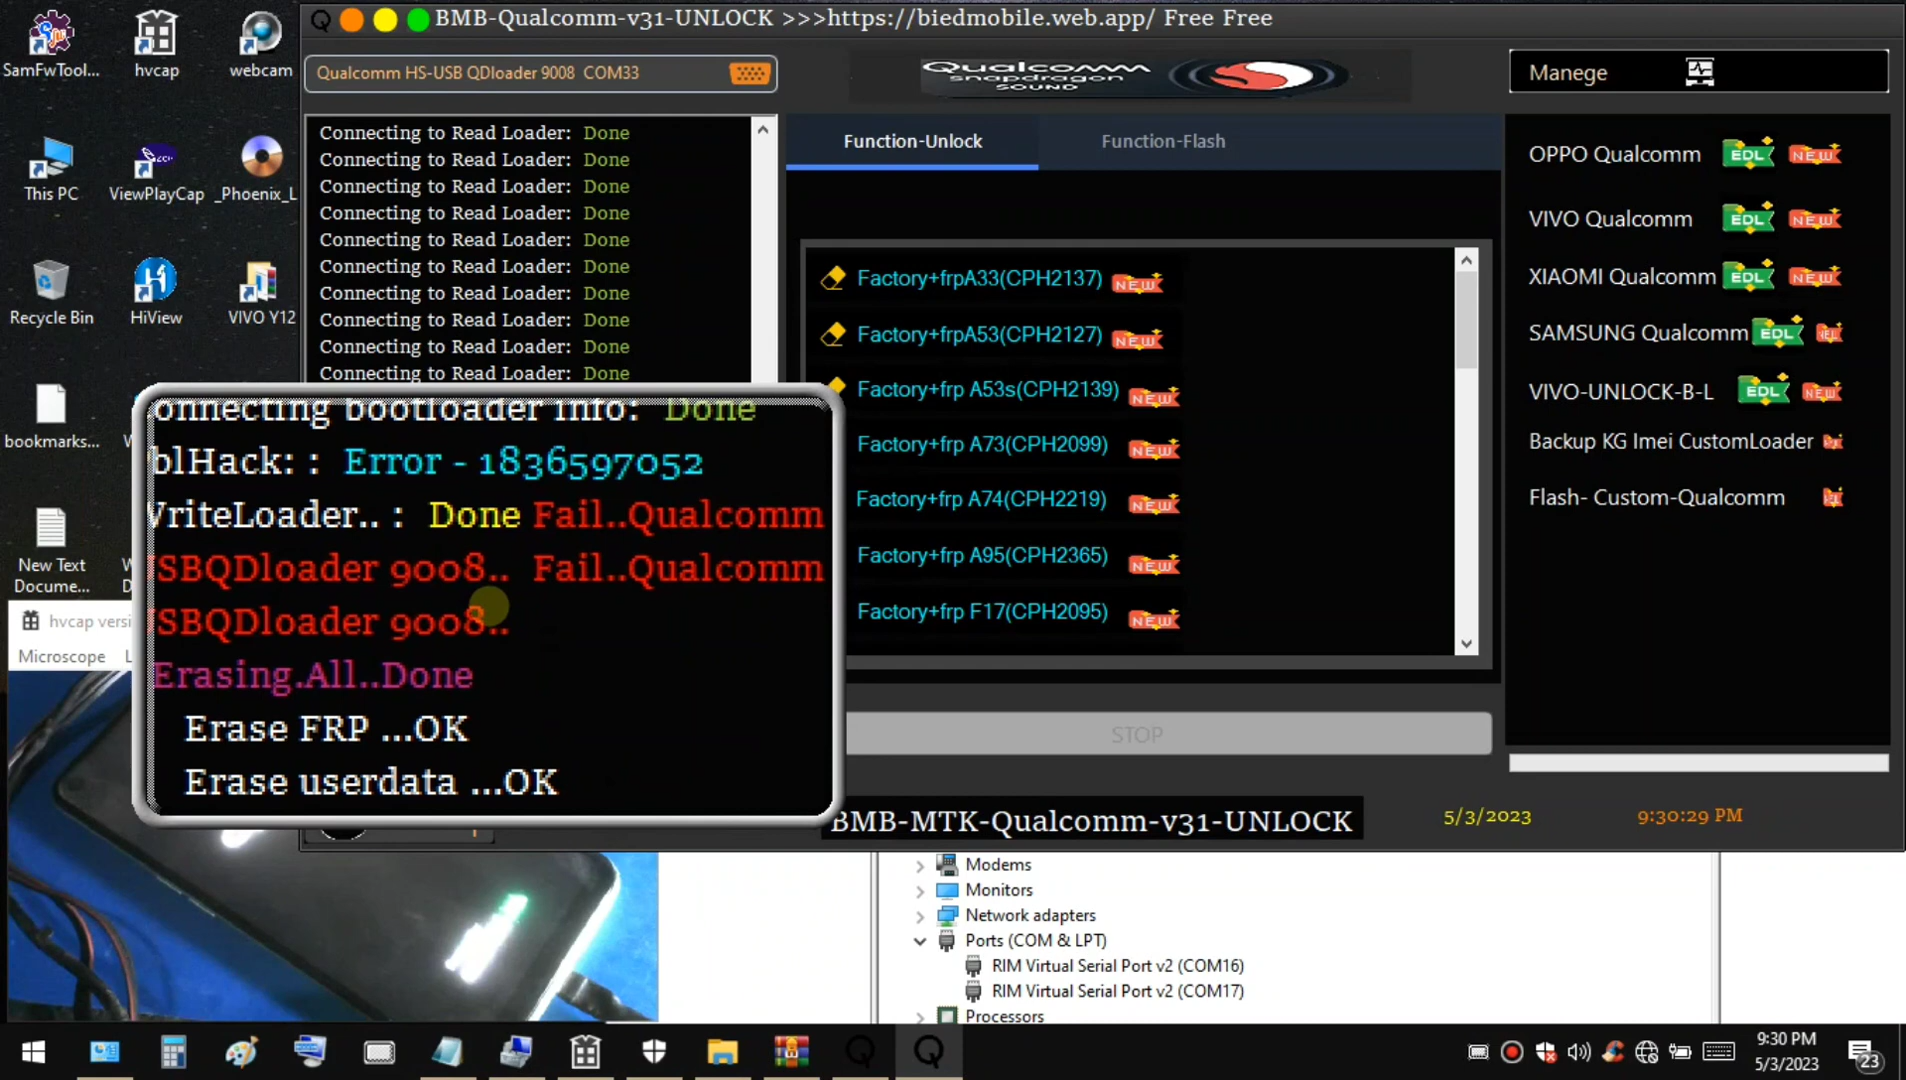 BMB-Qualcomm-v31-UNLOCK >>>https://biedmobile.web.app/ Free Free
SamFwTool...
hvcap
webcam
Qualcomm HS-USB QDloader 9008 COM33
Qualcomm
snapdragon
SOUND
Manege
Connecting to Read Loader: Done
Connecting to Read Loader: Done
Connecting to Read Loader: Done
Connecting to Read Loader: Done
Connecting to Read Loader: Done
Connecting to Read Loader: Done
Connecting to Read Loader: Done
Connecting to Read Loader: Done
Connecting to Read Loader: Done
Connecting to Read Loader: Done
Function-Unlock
Function-Flash
This PC
ViewPlayCap
_Phoenix_L
Recycle Bin
HiView
VIVO Y12
bookmarks...
New Text
Docume...
Factory+frpA33(CPH2137) NEW
Factory+frpA53(CPH2127) NEW
Factory+frp A53s(CPH2139) NEW
Factory+frp A73(CPH2099) NEW
Factory+frp A74(CPH2219) NEW
Factory+frp A95(CPH2365) NEW
Factory+frp F17(CPH2095) NEW
OPPO Qualcomm EDL NEW
VIVO Qualcomm EDL NEW
XIAOMI Qualcomm EDL NEW
SAMSUNG Qualcomm EDL NEW
VIVO-UNLOCK-B-L EDL NEW
Backup KG Imei CustomLoader
Flash- Custom-Qualcomm
onnecting bootloader info: Done
blHack: : Error - 1836597052
WriteLoader.. : Done Fail..Qualcomm
USBQDloader 9008.. Fail..Qualcomm
USBQDloader 9008..
Erasing.All..Done
Erase FRP ...OK
Erase userdata ...OK
STOP
BMB-MTK-Qualcomm-v31-UNLOCK
5/3/2023
9:30:29 PM
hvcap versi
Microscope
Modems
Monitors
Network adapters
Ports (COM & LPT)
RIM Virtual Serial Port v2 (COM16)
RIM Virtual Serial Port v2 (COM17)
Processors
9:30 PM
5/3/2023
23